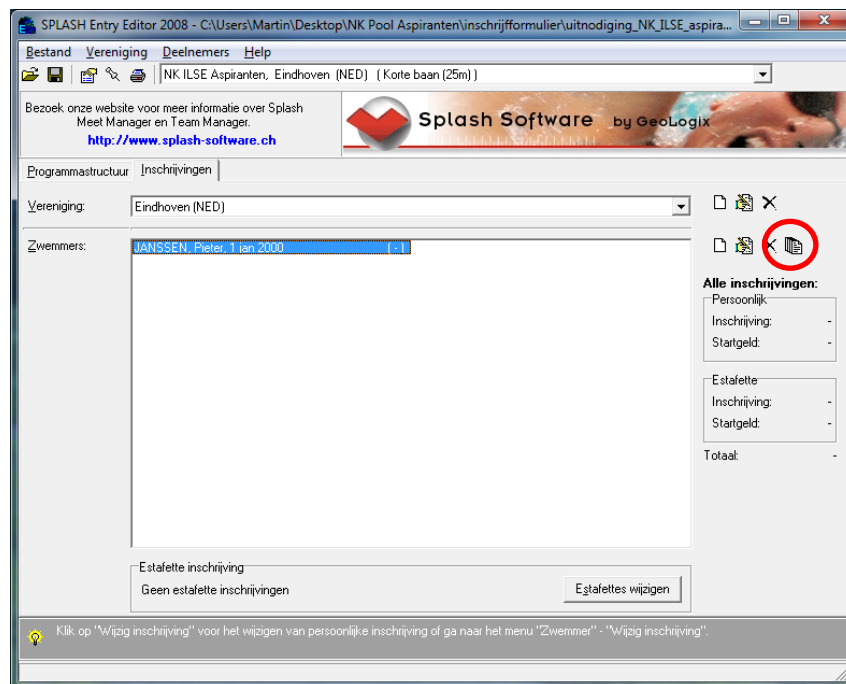 SPLASH Entry Editor 2008 - C:\Users\Martin\Desktop\NK Pool Aspiranten\inschrijfformulier\uitnodiging_NK_ILSE_aspira...
Bestand Vereniging Deelnemers Help
NK ILSE Aspiranten, Eindhoven (NED) (Korte baan (25m))
Bezoek onze website voor meer informatie over Splash
Meet Manager en Team Manager.
http://www.splash-software.ch
Splash Software by GeoLogix
Programmastructuur Inschrijvingen
Vereniging: Eindhoven (NED)
Zwemmers: JANSSEN, Pieter, 1 jan 2000 ( - )
Alle inschrijvingen:
Persoonlijk
Inschrijving: -
Startgeld: -
Estafette
Inschrijving: -
Startgeld: -
Totaal: -
Estafette inschrijving
Geen estafette inschrijvingen Estafettes wijzigen
Klik op "Wijzig inschrijving" voor het wijzigen van persoonlijke inschrijving of ga naar het menu "Zwemmer" - "Wijzig inschrijving".